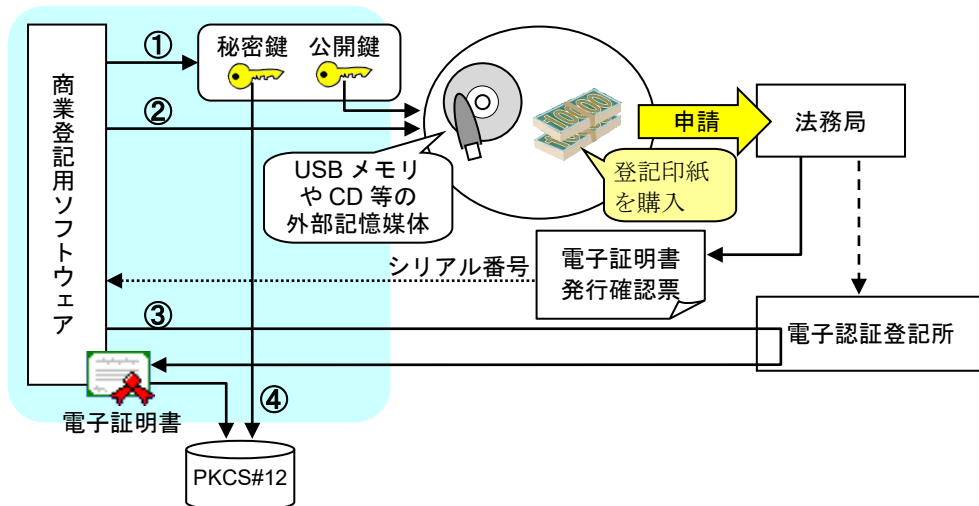 商業登記用ソフトウェア
①
秘密鍵
公開鍵
②
USB メモリ
や CD 等の
外部記憶媒体
登記印紙
を購入
申請
法務局
シリアル番号
電子証明書
発行確認票
③
電子認証登記所
電子証明書
④
PKCS#12